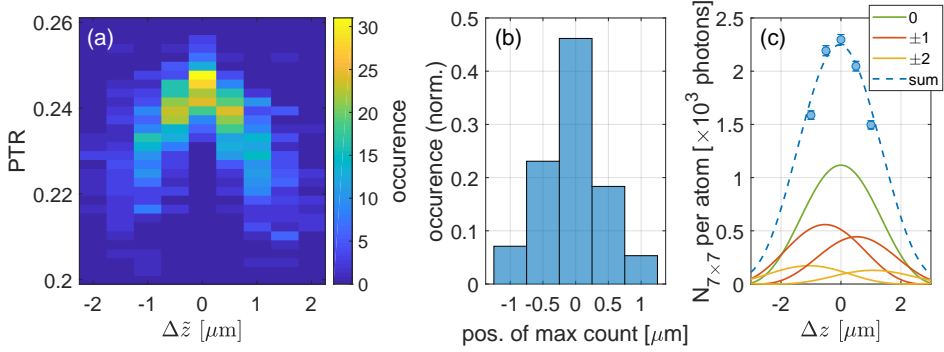 (a)
0.26
0.24
0.22
0.2
PTR
-2 -1 0 1 2
Δz̃ [μm]
30
25
20
15
10
5
0
occurence
(b)
0.5
0.4
0.3
0.2
0.1
0
occurence (norm.)
-1 -0.5 0 0.5 1
pos. of max count [μm]
(c)
2.5
2
1.5
1
0.5
0
N7×7 per atom [×10³ photons]
-2 0 2
Δz [μm]
0
±1
±2
sum